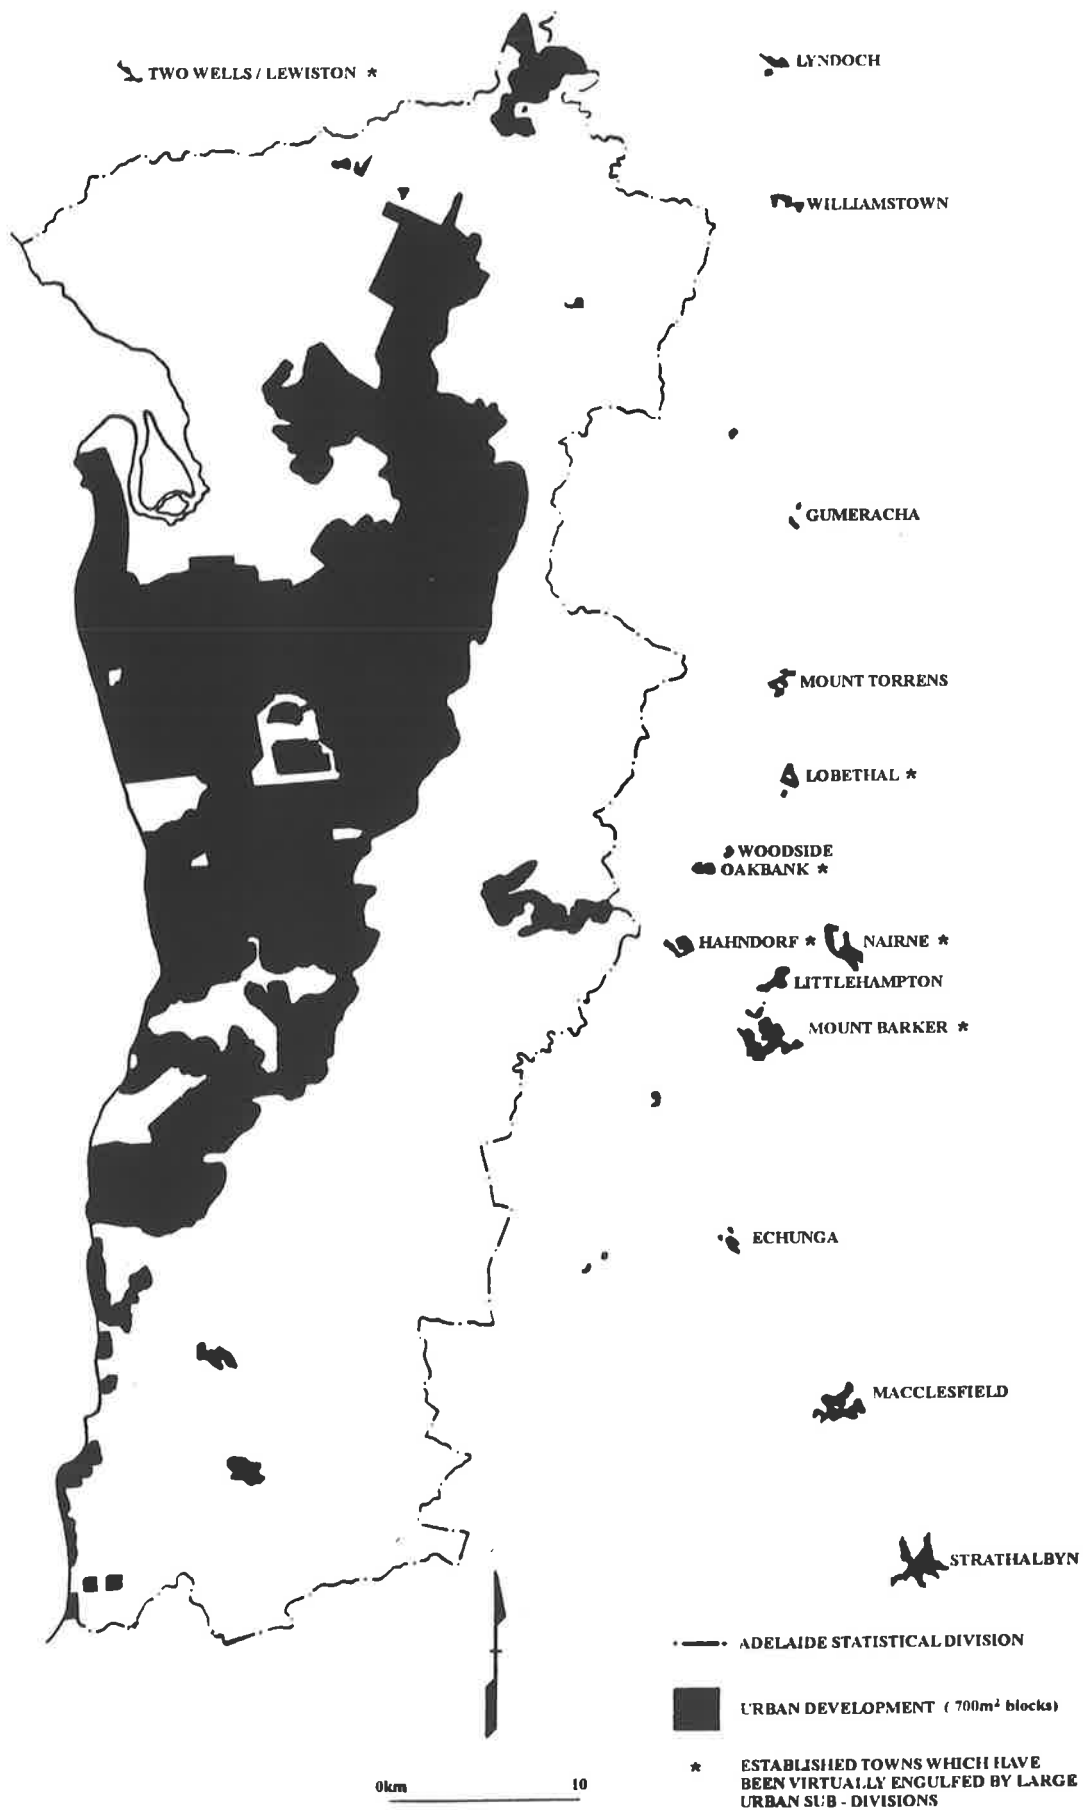 TWO WELLS / LEWISTON *
LYNDOCH
WILLIAMSTOWN
GUMERACHA
MOUNT TORRENS
LOBETHAL *
WOODSIDE
OAKBANK *
HAHNDORF *
NAIRNE *
LITTLEHAMPTON
MOUNT BARKER *
ECHUNGA
MACCLESFIELD
STRATHALBYN
ADELAIDE STATISTICAL DIVISION
URBAN DEVELOPMENT ( 700m² blocks)
* ESTABLISHED TOWNS WHICH HAVE
BEEN VIRTUALLY ENGULFED BY LARGE
URBAN SUB - DIVISIONS
0km 10